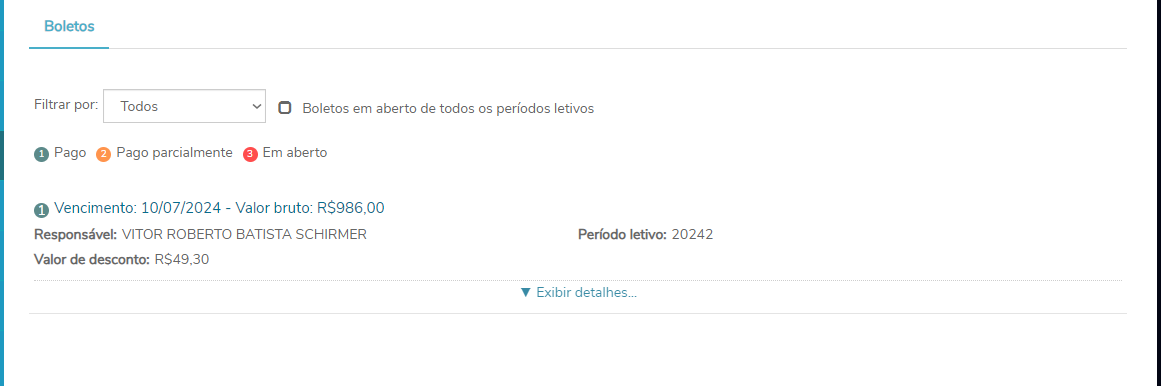 Boletos
Filtrar por: Todos Boletos em aberto de todos os períodos letivos
1 Pago 2 Pago parcialmente 3 Em aberto
1 Vencimento: 10/07/2024 - Valor bruto: R$986,00
Responsável: VITOR ROBERTO BATISTA SCHIRMER Período letivo: 20242
Valor de desconto: R$49,30
▼ Exibir detalhes...